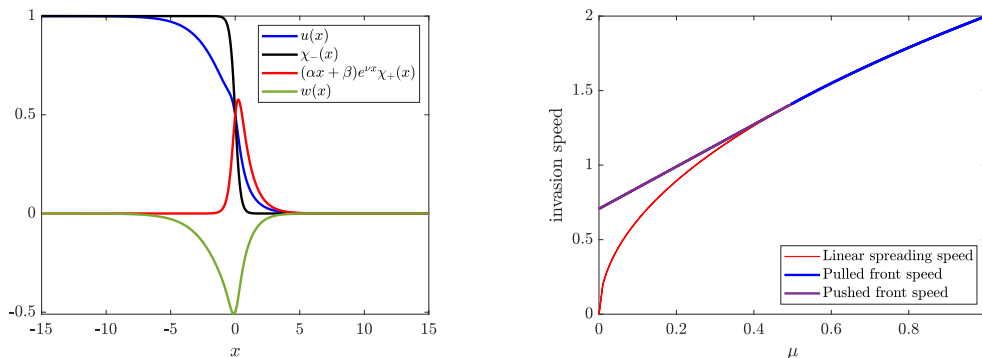 1
0.5
0
-0.5
-15
-10
-5
0
5
10
15
x
u(x)
χ₋(x)
(αx + β)e^{νx}χ₊(x)
w(x)
2
1.5
1
0.5
0
0
0.2
0.4
0.6
0.8
μ
invasion speed
Linear spreading speed
Pulled front speed
Pushed front speed